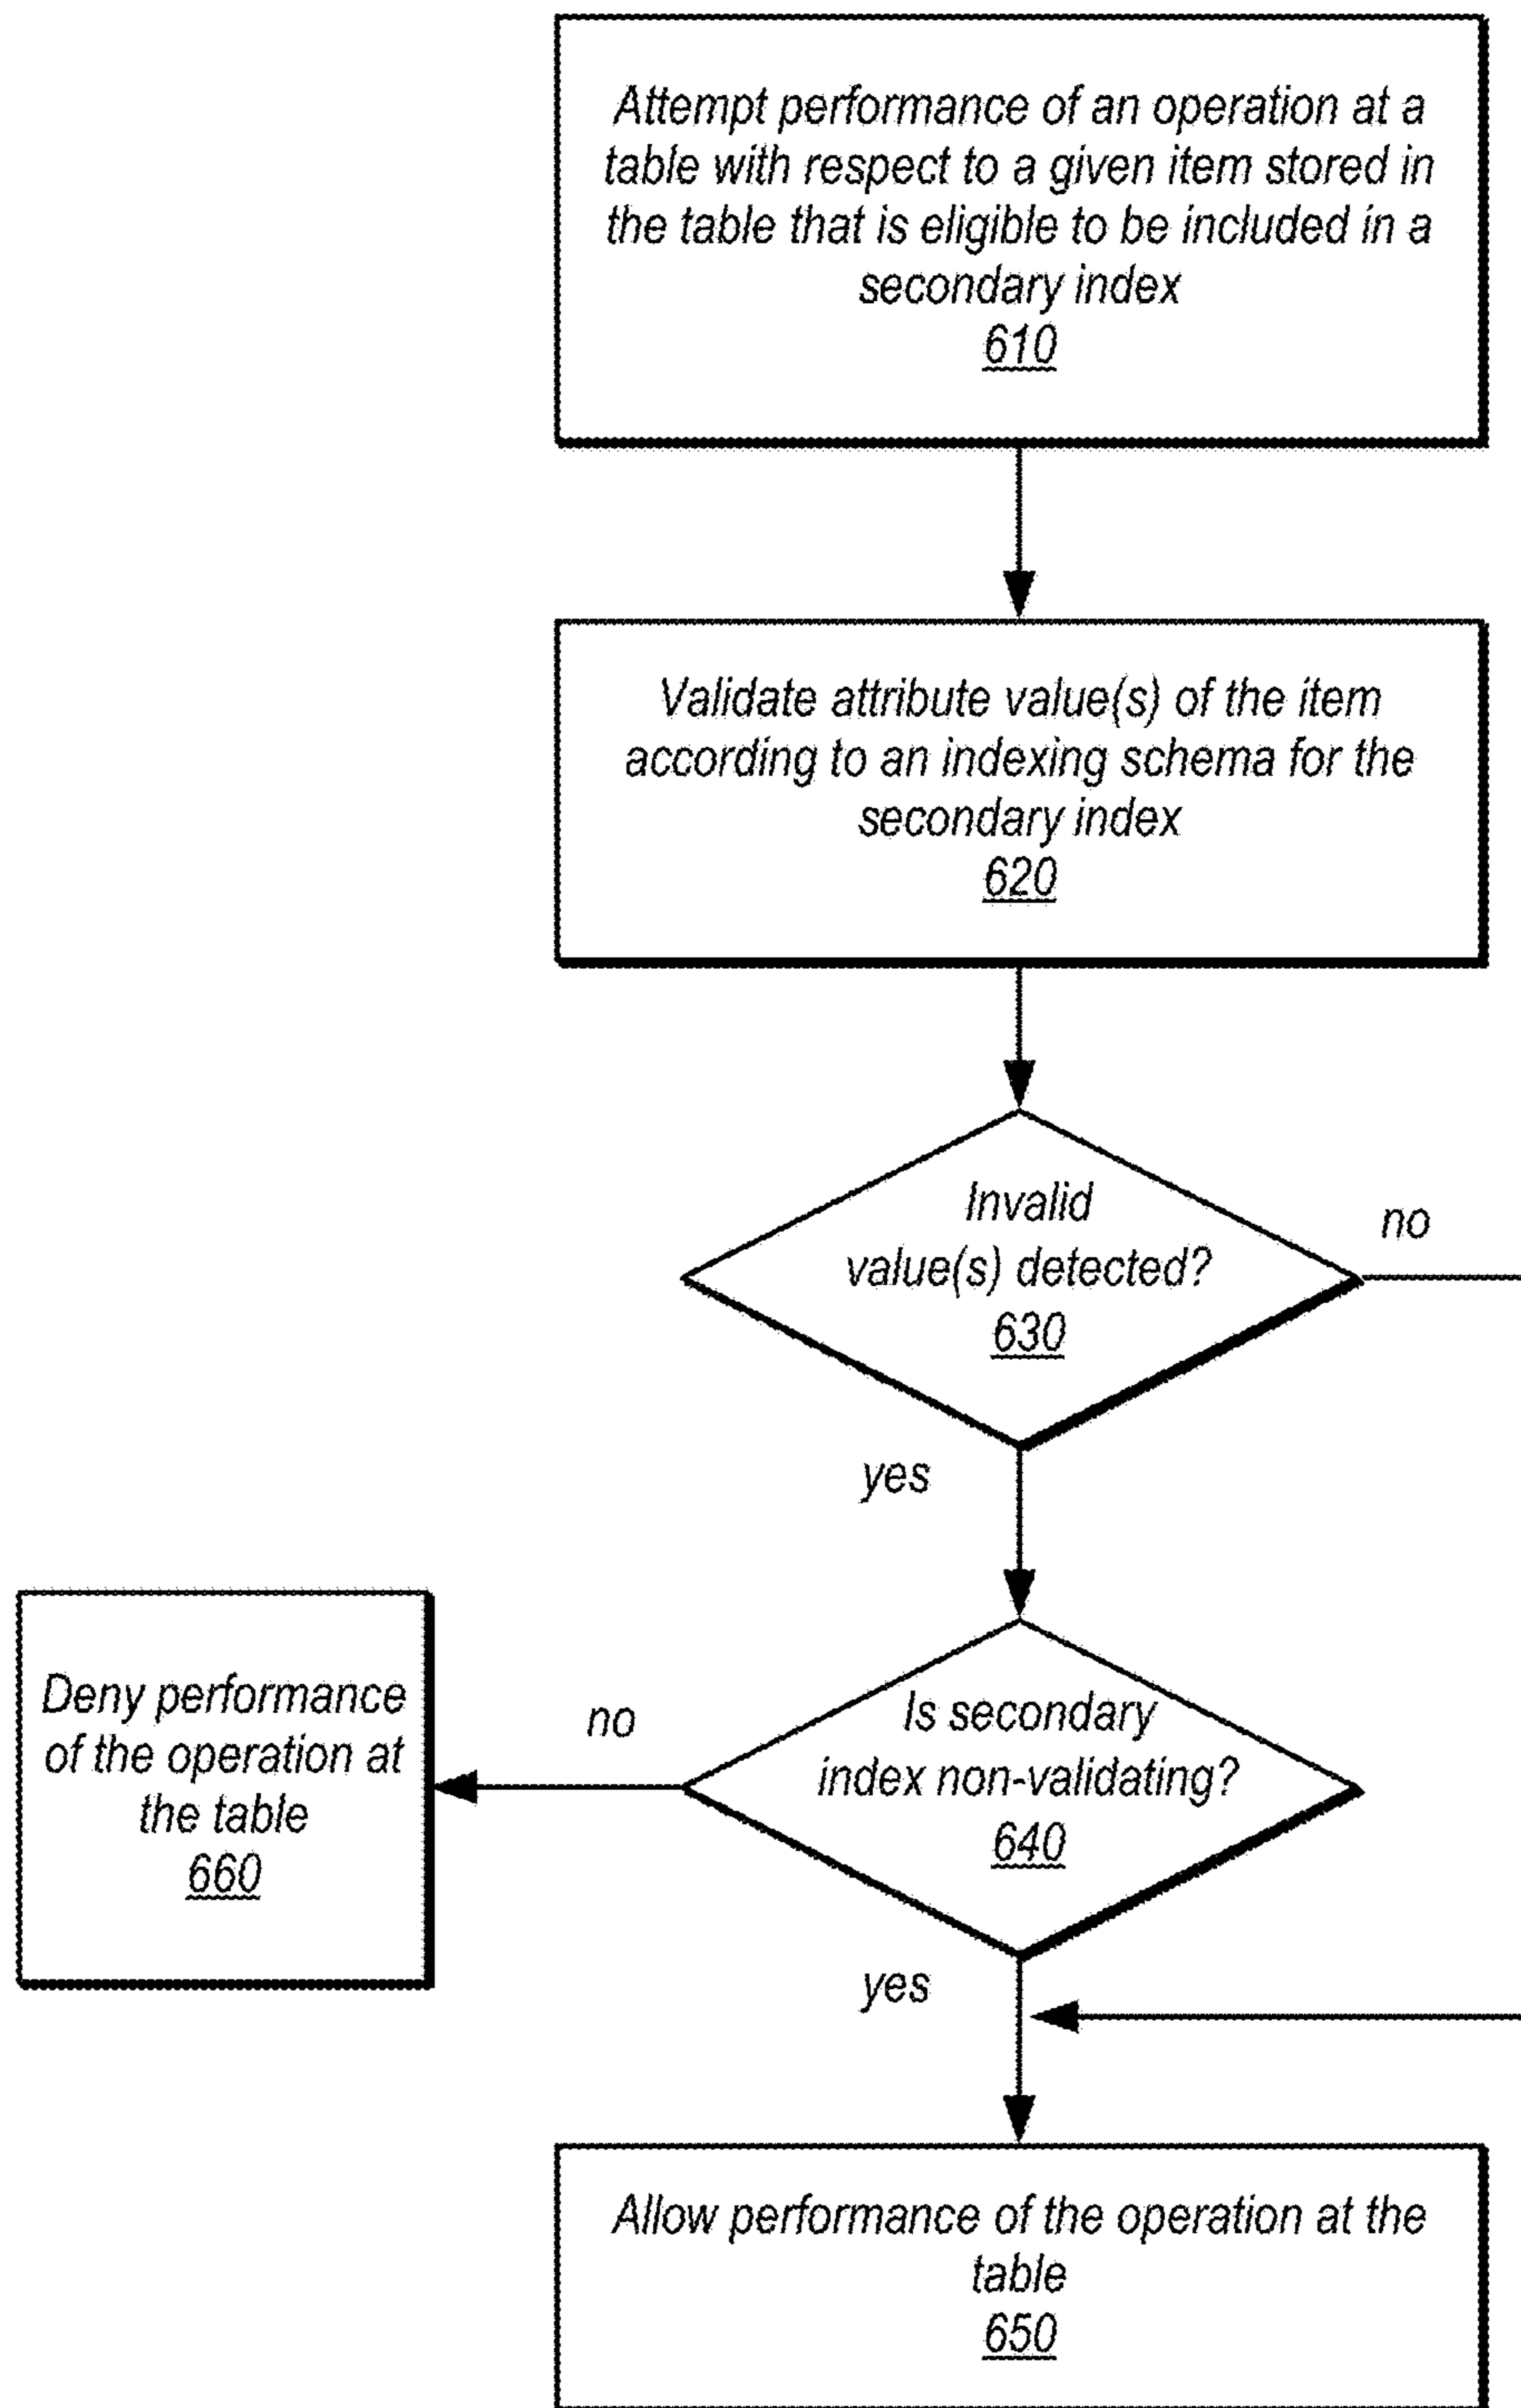 Attempt performance of an operation at a
table with respect to a given item stored in
the table that is eligible to be included in a
secondary index
610
Validate attribute value(s) of the item
according to an indexing schema for the
secondary index
620
Invalid
value(s) detected?
630
no
yes
Is secondary
index non-validating?
640
no
Deny performance
of the operation at
the table
660
yes
Allow performance of the operation at the
table
650